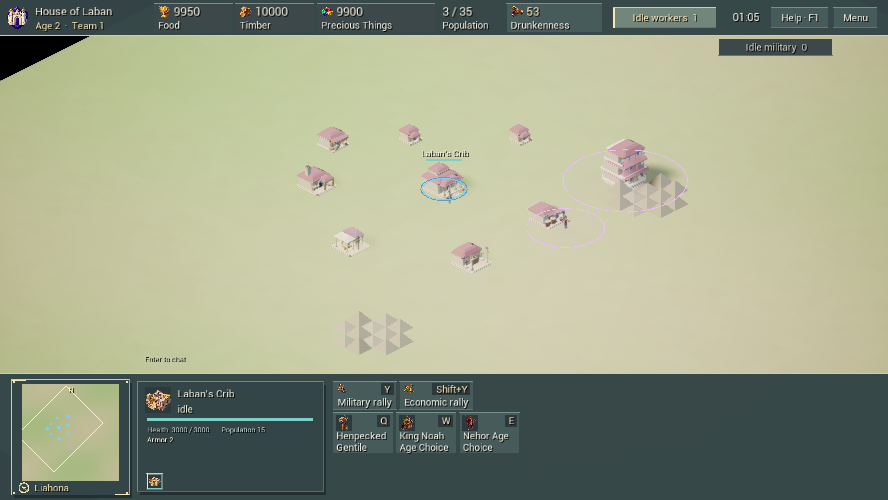 House of Laban
Age 2 · Team 1
9950
Food
10000
Timber
9900
Precious Things
3 / 35
Population
53
Drunkenness
Idle workers 1
01:05
Help - F1
Menu
Idle military 0
Laban's Crib
Enter to chat
Liahona
Laban's Crib
idle
Health 3000 / 3000 Population 15
Armor 2
Y
Military rally
Shift+Y
Economic rally
Q
Henpecked
Gentile
W
King Noah
Age Choice
E
Nehor Age
Choice